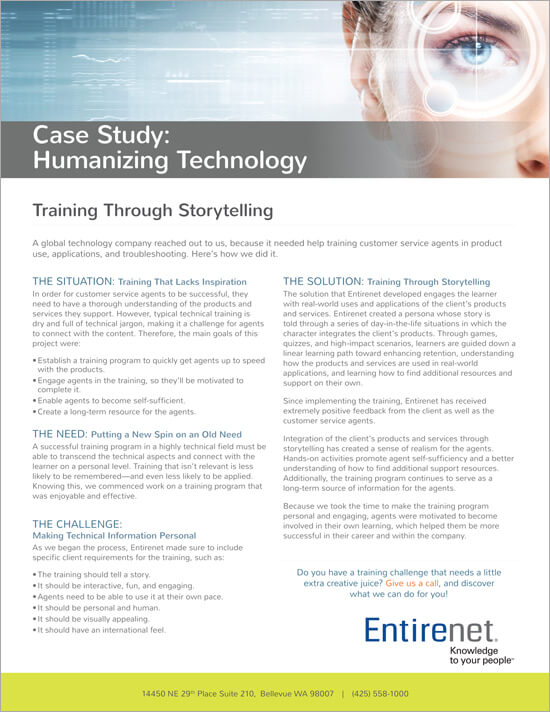 Case Study:
Humanizing Technology
Training Through Storytelling
A global technology company reached out to us, because it needed help training customer service agents in product
use, applications, and troubleshooting. Here's how we did it.
THE SITUATION: Training That Lacks Inspiration
In order for customer service agents to be successful, they
need to have a thorough understanding of the products and
services they support. However, typical technical training is
dry and full of technical jargon, making it a challenge for agents
to connect with the content. Therefore, the main goals of this
project were:
• Establish a training program to quickly get agents up to speed
with the products.
• Engage agents in the training, so they'll be motivated to
complete it.
• Enable agents to become self-sufficient.
• Create a long-term resource for the agents.
THE NEED: Putting a New Spin on an Old Need
A successful training program in a highly technical field must be
able to transcend the technical aspects and connect with the
learner on a personal level. Training that isn't relevant is less
likely to be remembered—and even less likely to be applied.
Knowing this, we commenced work on a training program that
was enjoyable and effective.
THE CHALLENGE:
Making Technical Information Personal
As we began the process, Entirenet made sure to include
specific client requirements for the training, such as:
• The training should tell a story.
• It should be interactive, fun, and engaging.
• Agents need to be able to use it at their own pace.
• It should be personal and human.
• It should be visually appealing.
• It should have an international feel.
THE SOLUTION: Training Through Storytelling
The solution that Entirenet developed engages the learner
with real-world uses and applications of the client's products
and services. Entirenet created a persona whose story is
told through a series of day-in-the-life situations in which the
character integrates the client's products. Through games,
quizzes, and high-impact scenarios, learners are guided down a
linear learning path toward enhancing retention, understanding
how the products and services are used in real-world
applications, and learning how to find additional resources and
support on their own.
Since implementing the training, Entirenet has received
extremely positive feedback from the client as well as the
customer service agents.
Integration of the client's products and services through
storytelling has created a sense of realism for the agents.
Hands-on activities promote agent self-sufficiency and a better
understanding of how to find additional support resources.
Additionally, the training program continues to serve as a
long-term source of information for the agents.
Because we took the time to make the training program
personal and engaging, agents were motivated to become
involved in their own learning, which helped them be more
successful in their career and within the company.
Do you have a training challenge that needs a little
extra creative juice? Give us a call, and discover
what we can do for you!
Entirenet®
Knowledge
to your people™
14450 NE 29th Place Suite 210, Bellevue WA 98007 | (425) 558-1000